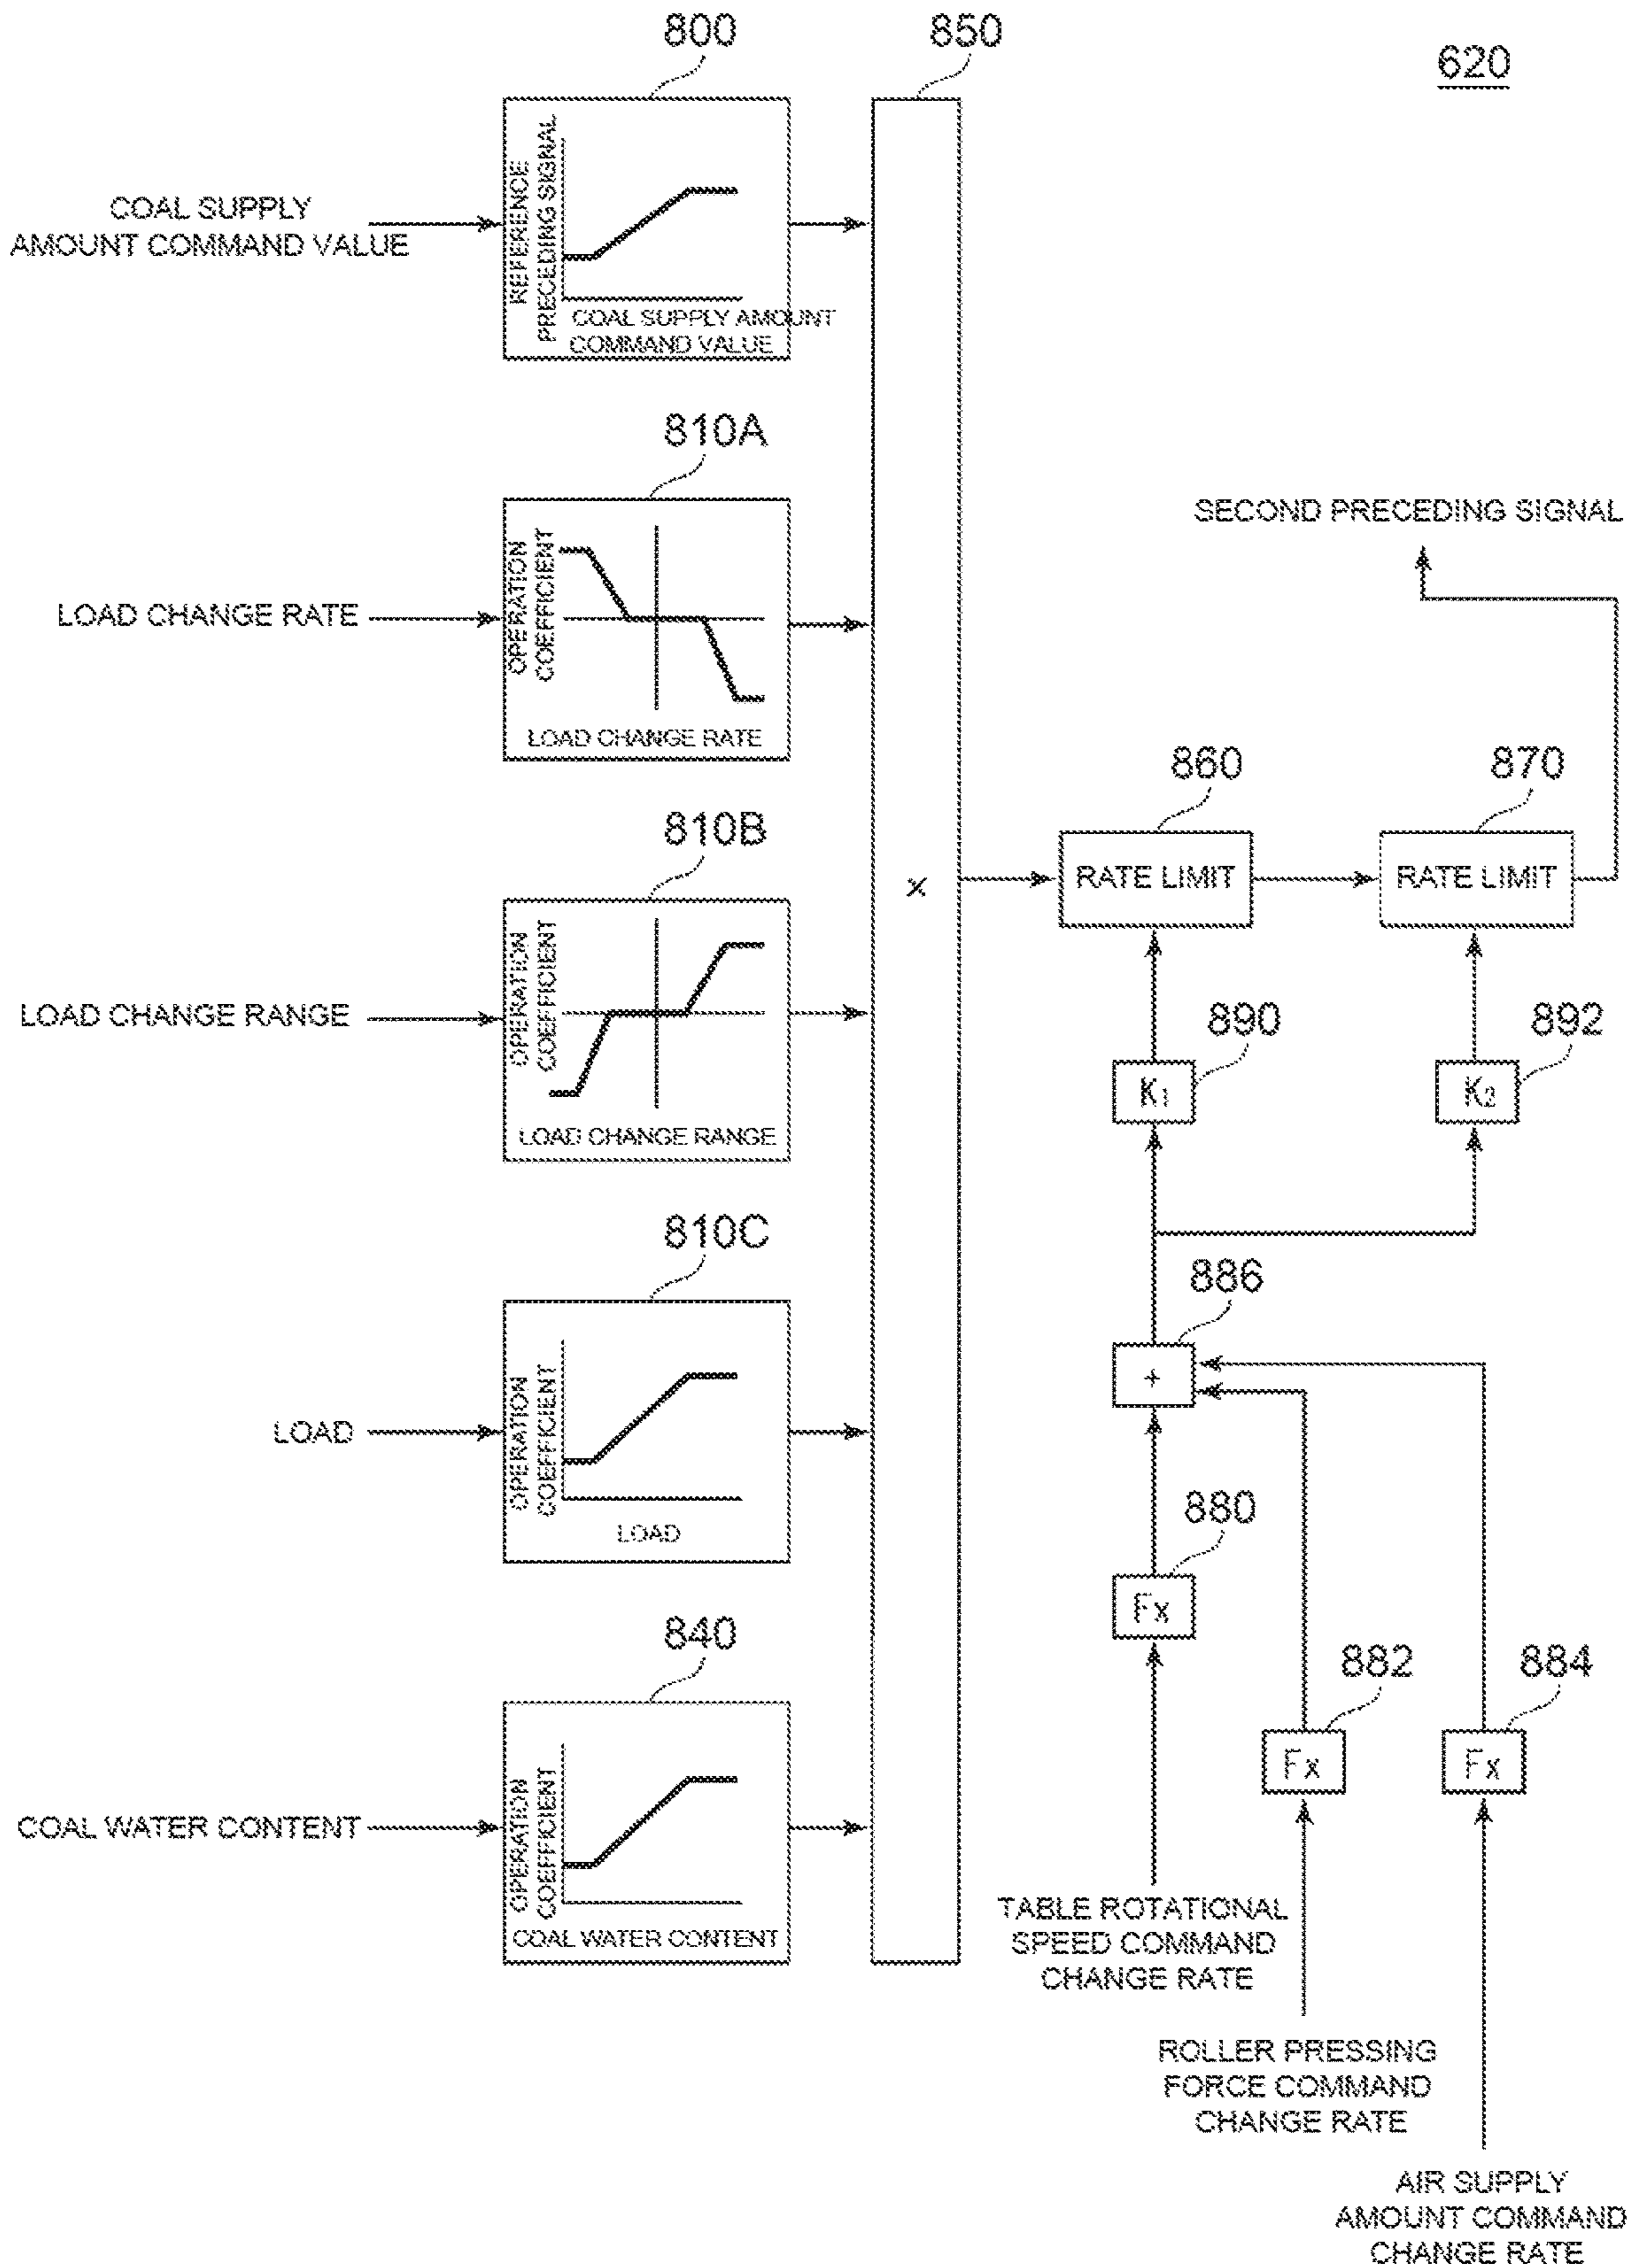 800
850
620
COAL SUPPLY
AMOUNT COMMAND VALUE
REFERENCE
PRECEDING SIGNAL
COAL SUPPLY AMOUNT
COMMAND VALUE
810A
LOAD CHANGE RATE
OPERATION
COEFFICIENT
LOAD CHANGE RATE
SECOND PRECEDING SIGNAL
810B
LOAD CHANGE RANGE
OPERATION
COEFFICIENT
LOAD CHANGE RANGE
×
860
870
RATE LIMIT
RATE LIMIT
890
892
K1
K2
810C
LOAD
OPERATION
COEFFICIENT
LOAD
886
+
880
Fx
840
COAL WATER CONTENT
OPERATION
COEFFICIENT
COAL WATER CONTENT
882
884
Fx
Fx
TABLE ROTATIONAL
SPEED COMMAND
CHANGE RATE
ROLLER PRESSING
FORCE COMMAND
CHANGE RATE
AIR SUPPLY
AMOUNT COMMAND
CHANGE RATE